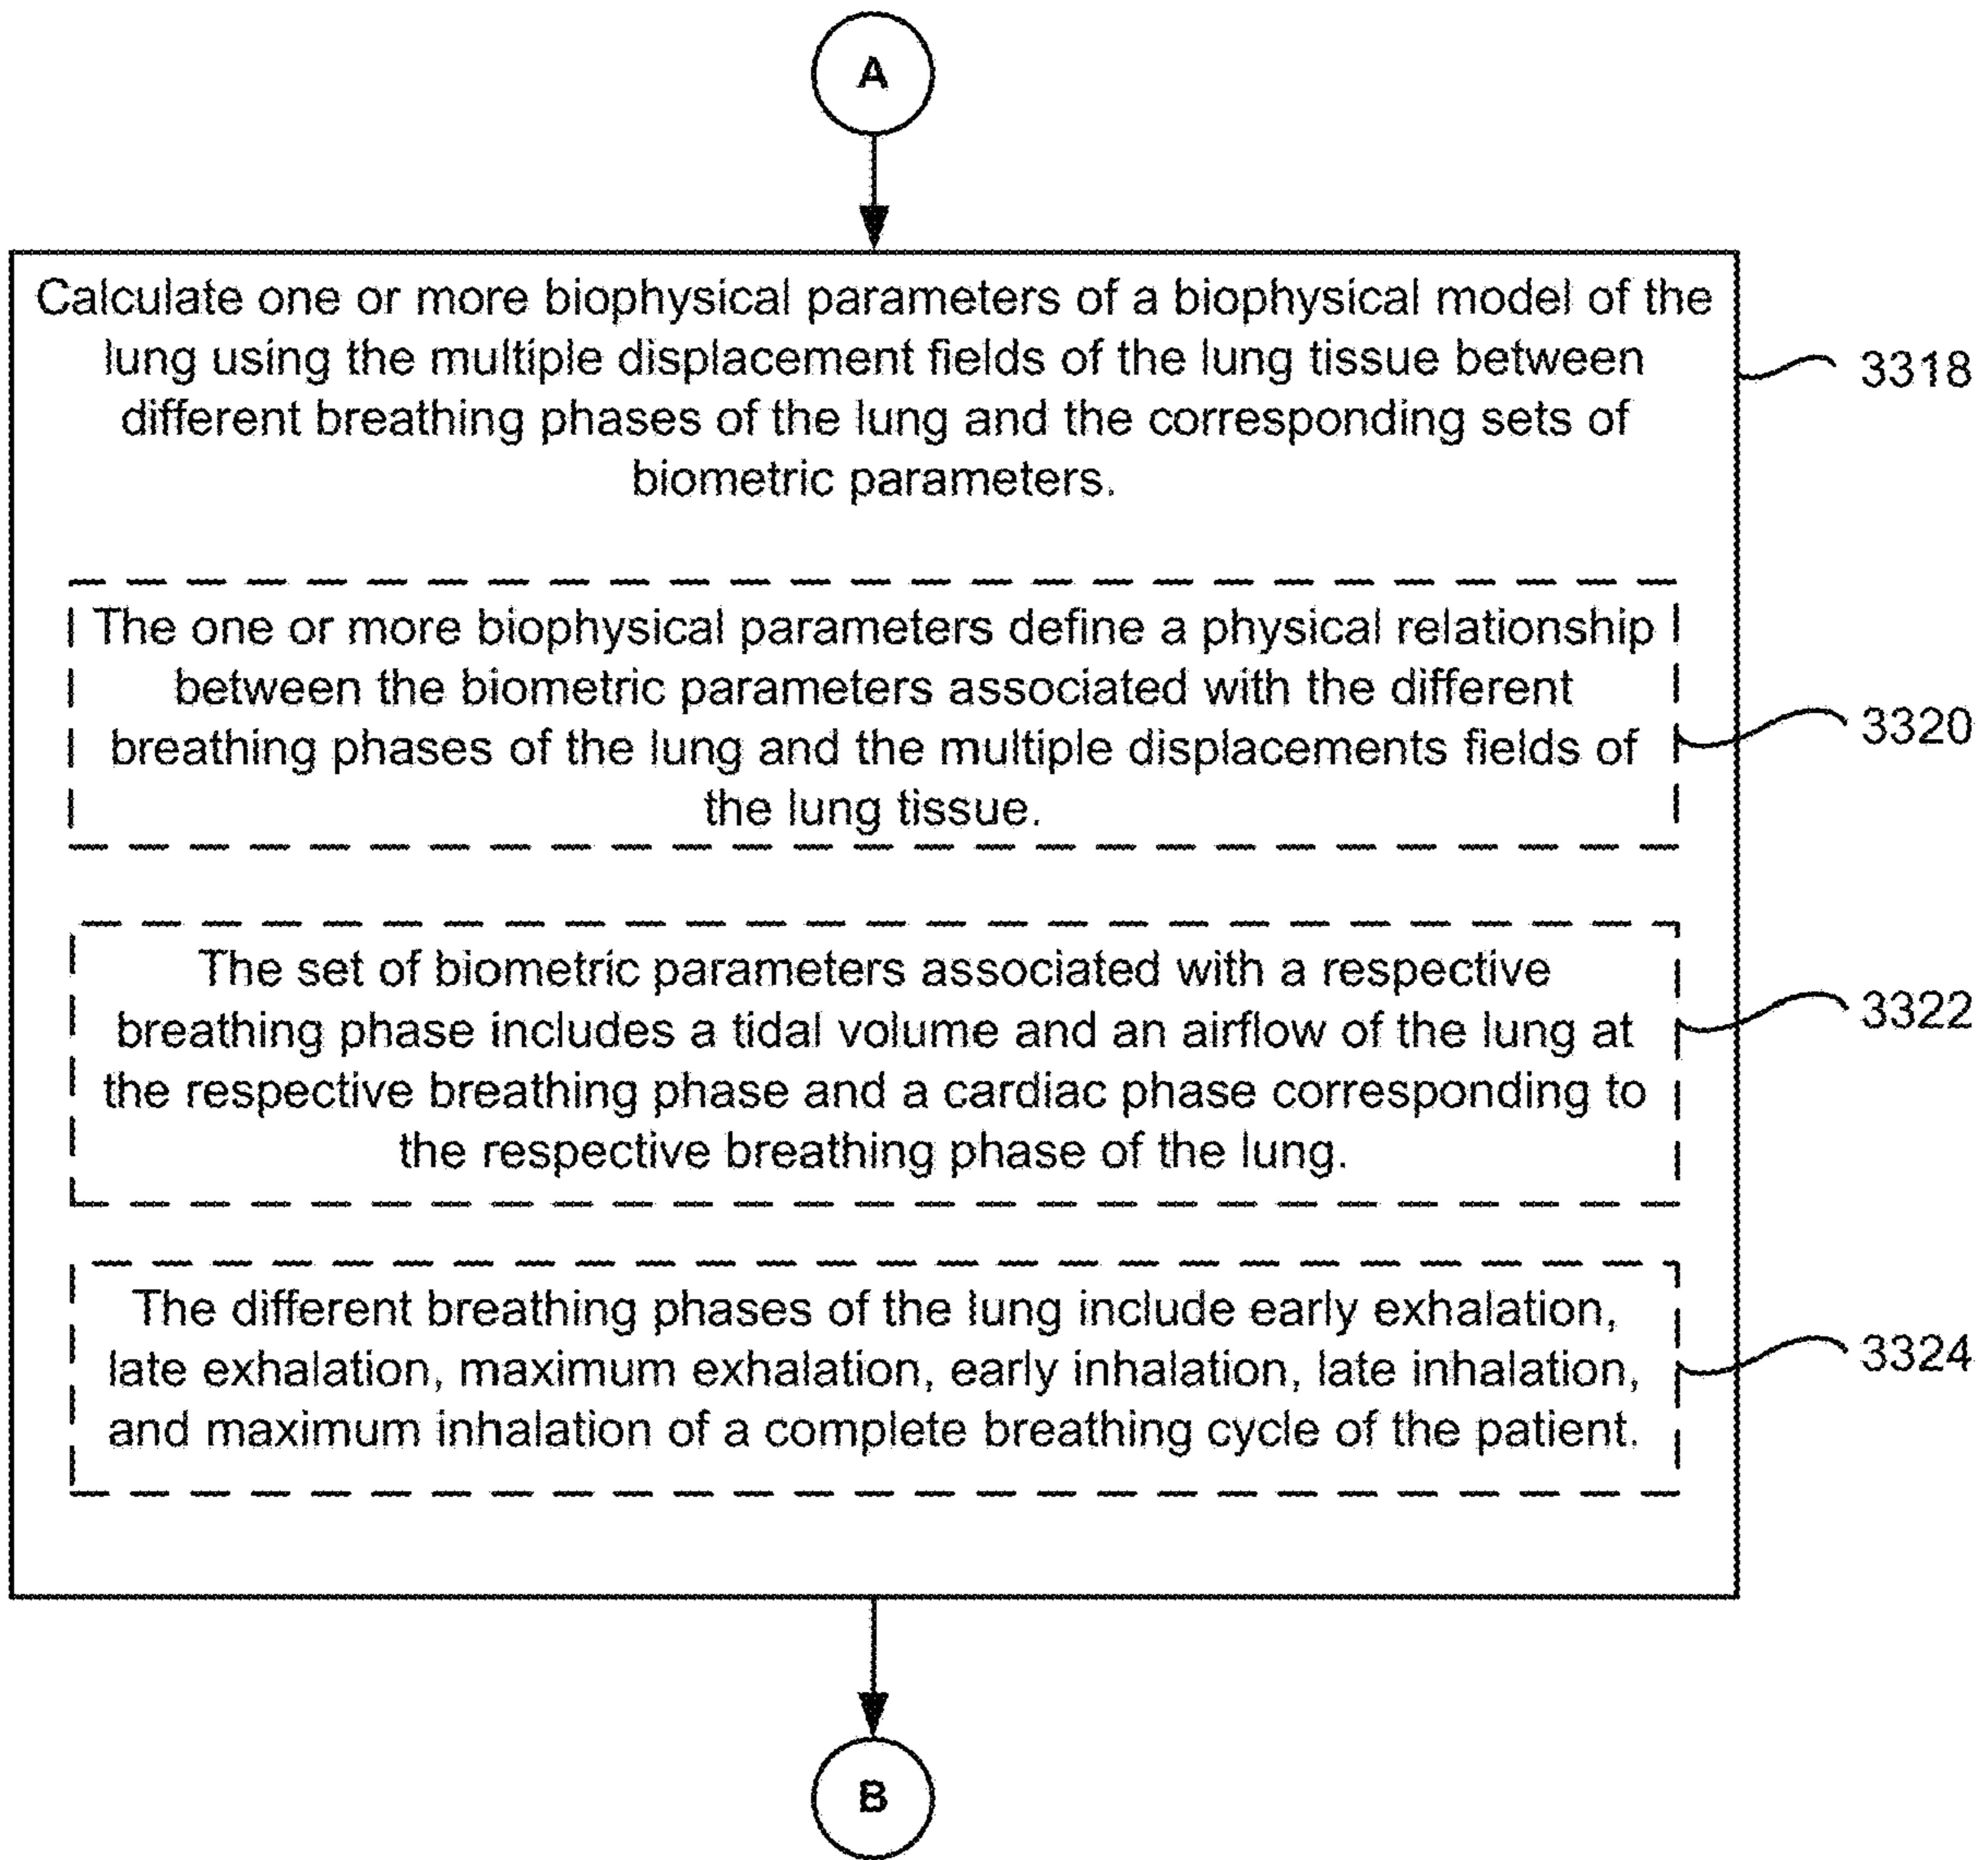 A
Calculate one or more biophysical parameters of a biophysical model of the
lung using the multiple displacement fields of the lung tissue between
different breathing phases of the lung and the corresponding sets of
biometric parameters.
3318
The one or more biophysical parameters define a physical relationship
between the biometric parameters associated with the different
breathing phases of the lung and the multiple displacements fields of
the lung tissue.
3320
The set of biometric parameters associated with a respective
breathing phase includes a tidal volume and an airflow of the lung at
the respective breathing phase and a cardiac phase corresponding to
the respective breathing phase of the lung.
3322
The different breathing phases of the lung include early exhalation,
late exhalation, maximum exhalation, early inhalation, late inhalation,
and maximum inhalation of a complete breathing cycle of the patient.
3324
B